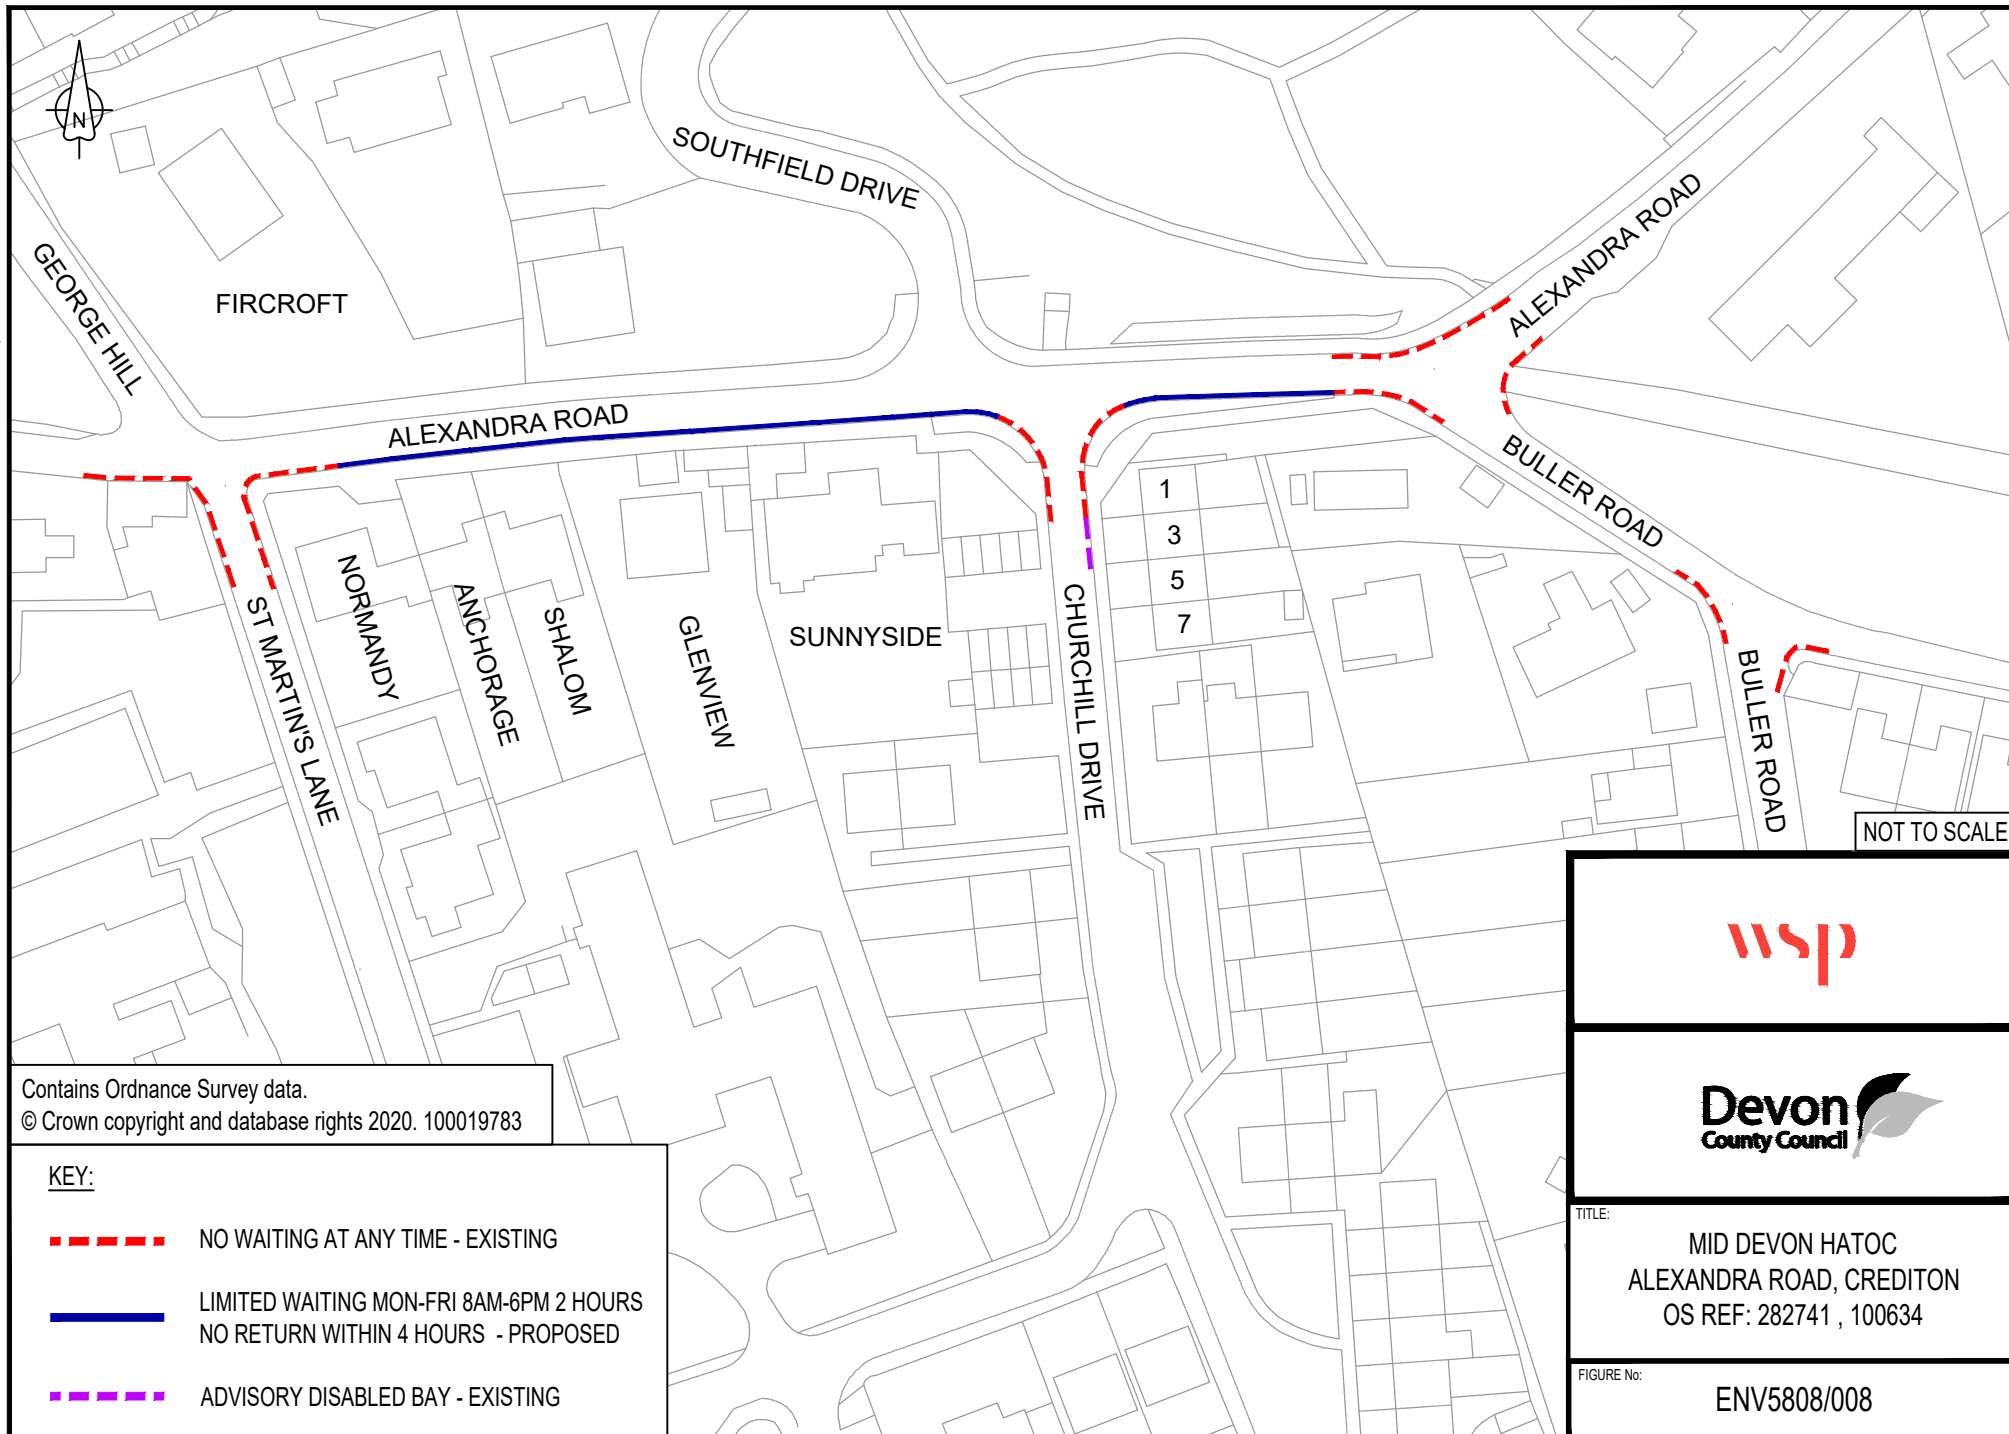 N
SOUTHFIELD DRIVE
ALEXANDRA ROAD
GEORGE HILL
FIRCROFT
ALEXANDRA ROAD
BULLER ROAD
1
3
5
7
NORMANDY
ANCHORAGE
SHALOM
GLENVIEW
SUNNYSIDE
CHURCHILL DRIVE
ST MARTIN'S LANE
BULLER ROAD
NOT TO SCALE
wsp
Devon
County Council
Contains Ordnance Survey data.
© Crown copyright and database rights 2020. 100019783
KEY:
NO WAITING AT ANY TIME - EXISTING
LIMITED WAITING MON-FRI 8AM-6PM 2 HOURS
NO RETURN WITHIN 4 HOURS - PROPOSED
ADVISORY DISABLED BAY - EXISTING
TITLE:
MID DEVON HATOC
ALEXANDRA ROAD, CREDITON
OS REF: 282741 , 100634
FIGURE No:
ENV5808/008